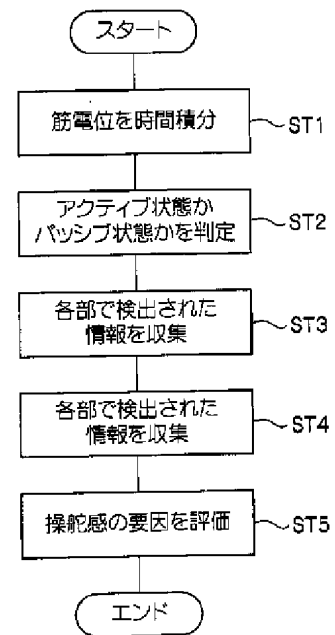 スタート
筋電位を時間積分
ST1
アクティブ状態か
パッシブ状態かを判定
ST2
各部で検出された
情報を収集
ST3
各部で検出された
情報を収集
ST4
操舵感の要因を評価
ST5
エンド